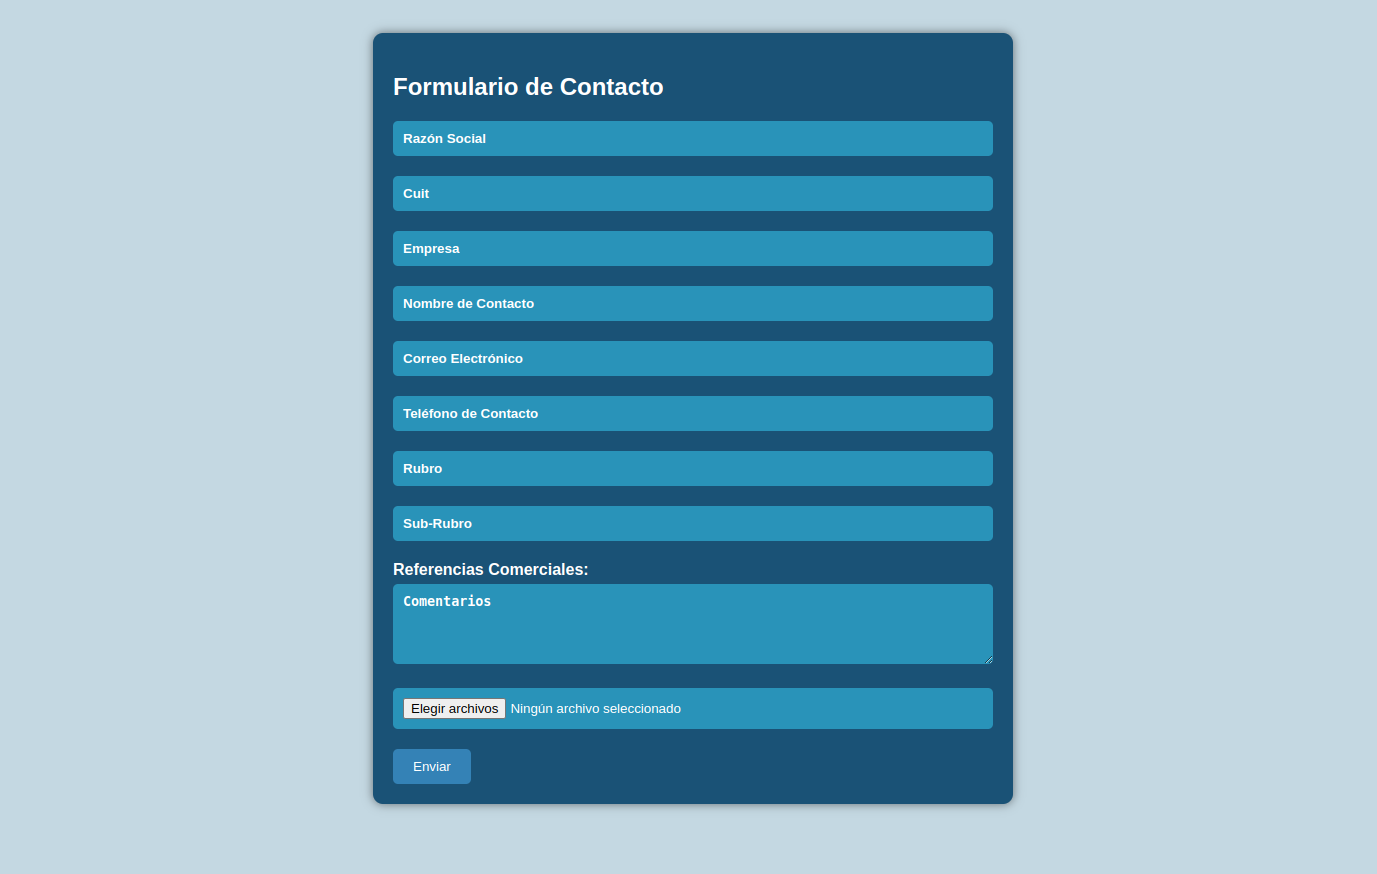 Formulario de Contacto
Razón Social
Cuit
Empresa
Nombre de Contacto
Correo Electrónico
Teléfono de Contacto
Rubro
Sub-Rubro
Referencias Comerciales:
Comentarios
Elegir archivos Ningún archivo seleccionado
Enviar